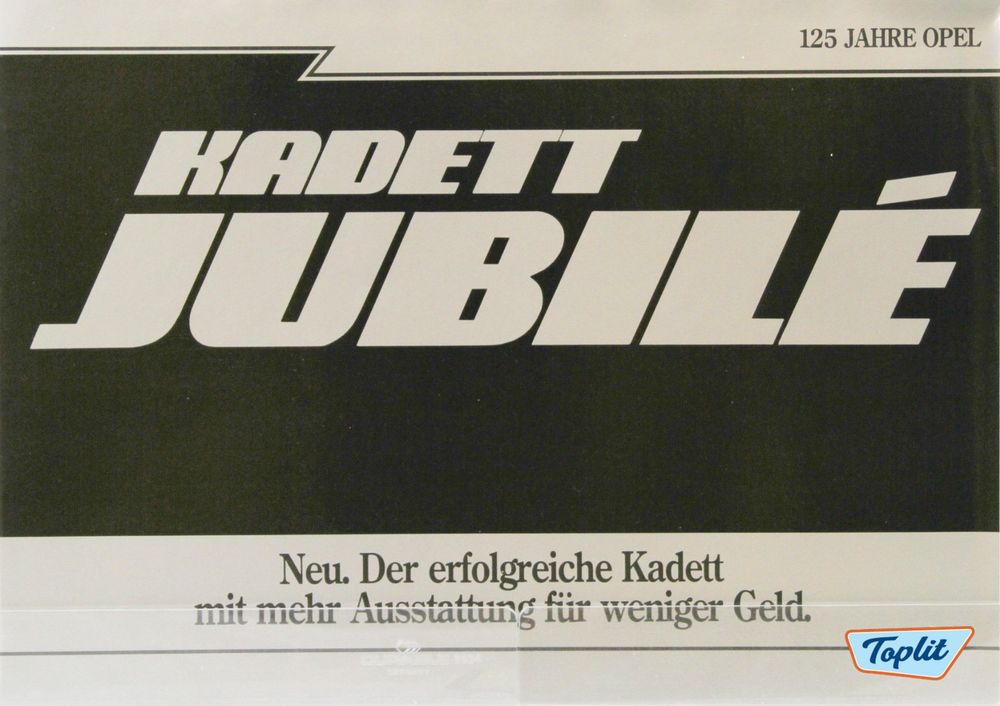 125 JAHRE OPEL
KADETT
JUBILÉ
Neu. Der erfolgreiche Kadett
mit mehr Ausstattung für weniger Geld.
Toplit